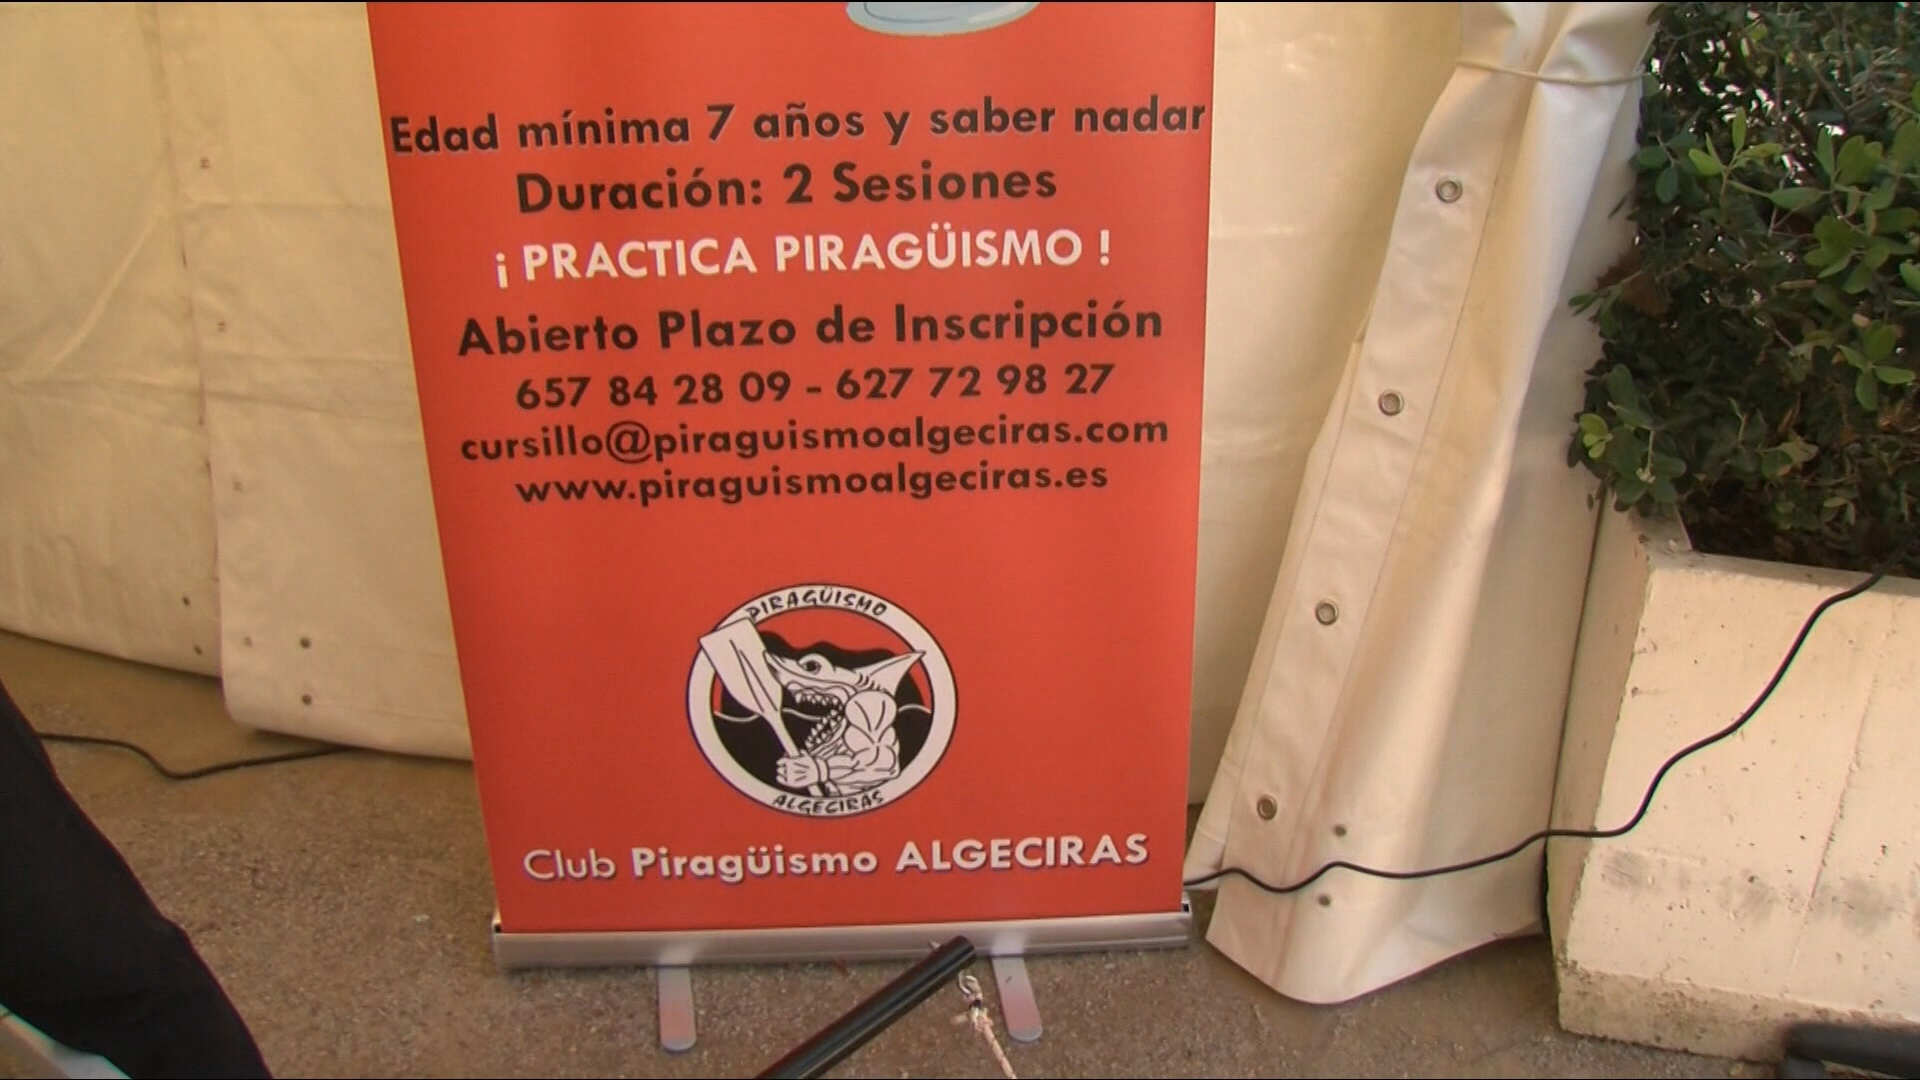 Edad mínima 7 años y saber nadar
Duración: 2 Sesiones
¡ PRACTICA PIRAGÜISMO !
Abierto Plazo de Inscripción
657 84 28 09 - 627 72 98 27
cursillo@piraguismoalgeciras.com
www.piraguismoalgeciras.es
PIRAGÜISMO
ALGECIRAS
Club Piragüismo ALGECIRAS